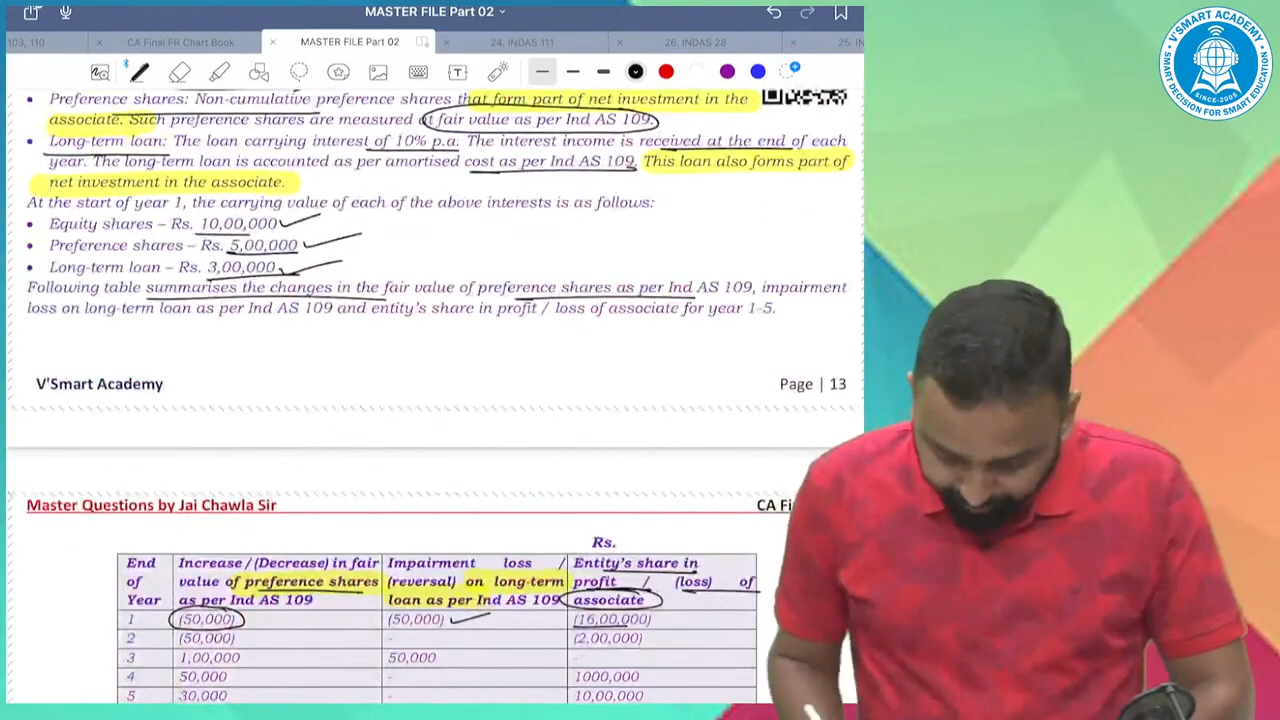 MASTER FILE Part 02
103, 110
CA Final FR Chart Book
MASTER FILE Part 02
24. INDAS 111
26. INDAS 28
25. IN
• Preference shares: Non-cumulative preference shares that form part of net investment in the
associate. Such preference shares are measured at fair value as per Ind AS 109.
• Long-term loan: The loan carrying interest of 10% p.a. The interest income is received at the end of each
year. The long-term loan is accounted as per amortised cost as per Ind AS 109. This loan also forms part of
net investment in the associate.
At the start of year 1, the carrying value of each of the above interests is as follows:
• Equity shares – Rs. 10,00,000
• Preference shares – Rs. 5,00,000
• Long-term loan – Rs. 3,00,000
Following table summarises the changes in the fair value of preference shares as per Ind AS 109, impairment
loss on long-term loan as per Ind AS 109 and entity's share in profit / loss of associate for year 1-5.
V'Smart Academy
Page | 13
Master Questions by Jai Chawla Sir
CA Fi
Rs.
End of Year
Increase / (Decrease) in fair value of preference shares as per Ind AS 109
Impairment loss / (reversal) on long-term loan as per Ind AS 109
Entity's share in profit / (loss) of associate
1 (50,000) (50,000) (16,00,000)
2 (50,000) - (2,00,000)
3 1,00,000 50,000 -
4 50,000 - 1000,000
5 30,000 - 10,00,000
V'SMART ACADEMY
SMART DECISION FOR SMART EDUCATION
SINCE-2008